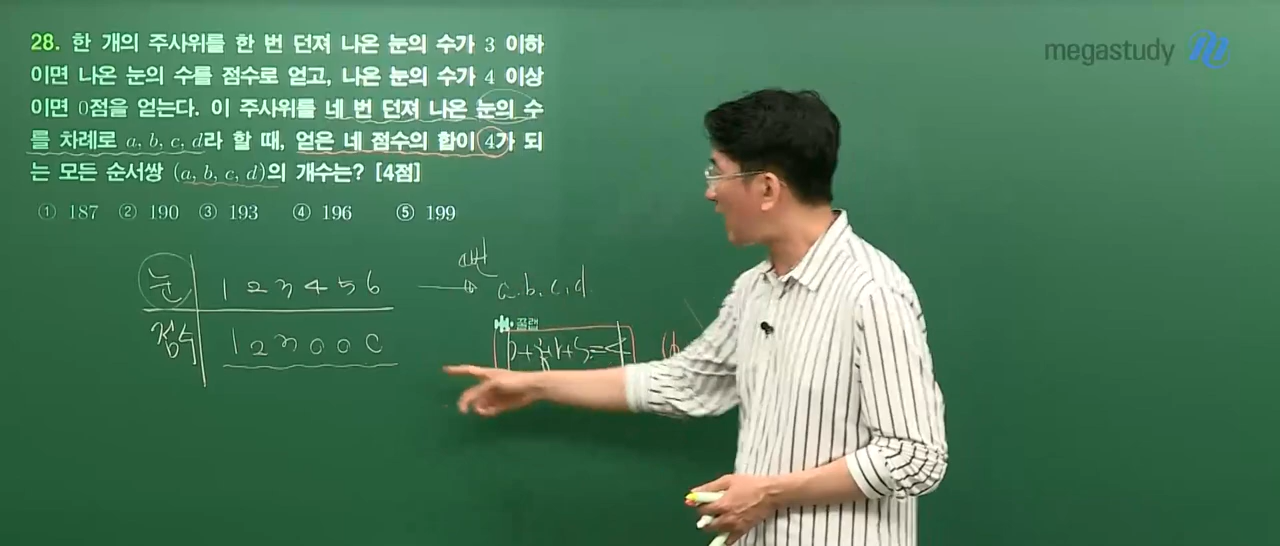 28. 한 개의 주사위를 한 번 던져 나온 눈의 수가 3 이하
이면 나온 눈의 수를 점수로 얻고, 나온 눈의 수가 4 이상
이면 0점을 얻는다. 이 주사위를 네 번 던져 나온 눈의 수
를 차례로 a, b, c, d라 할 때, 얻은 네 점수의 합이 4가 되
는 모든 순서쌍 (a, b, c, d)의 개수는? [4점]
① 187 ② 190 ③ 193 ④ 196 ⑤ 199
megastudy
눈 1 2 3 4 5 6
a, b, c, d
점수 1 2 3 0 0 0
꿀랩